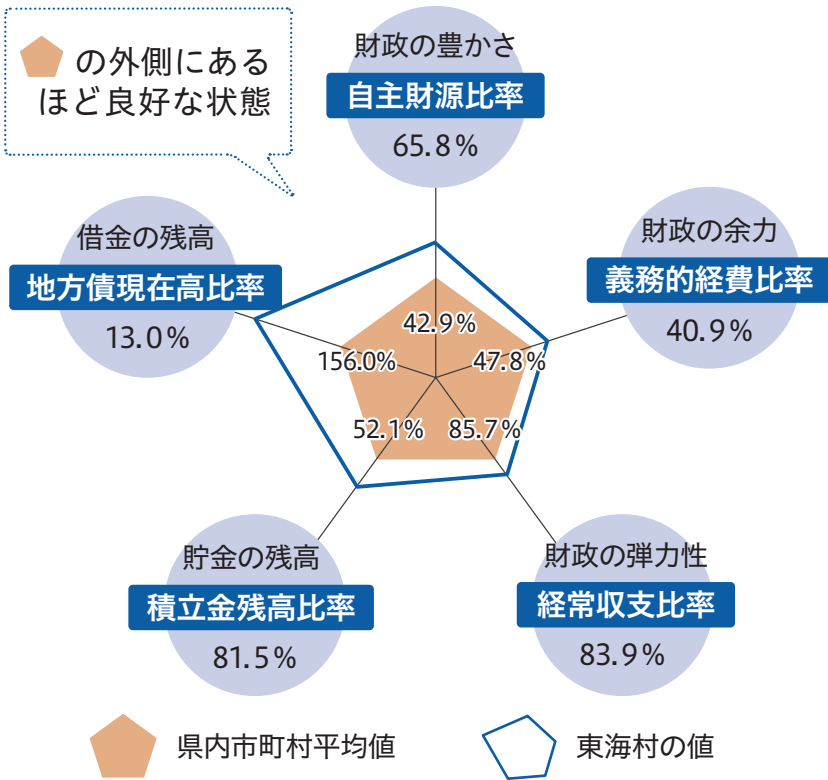 の外側にある
ほど良好な状態
財政の豊かさ
自主財源比率
65.8%
財政の余力
義務的経費比率
40.9%
財政の弾力性
経常収支比率
83.9%
貯金の残高
積立金残高比率
81.5%
借金の残高
地方債現在高比率
13.0%
42.9%
47.8%
85.7%
52.1%
156.0%
県内市町村平均値
東海村の値